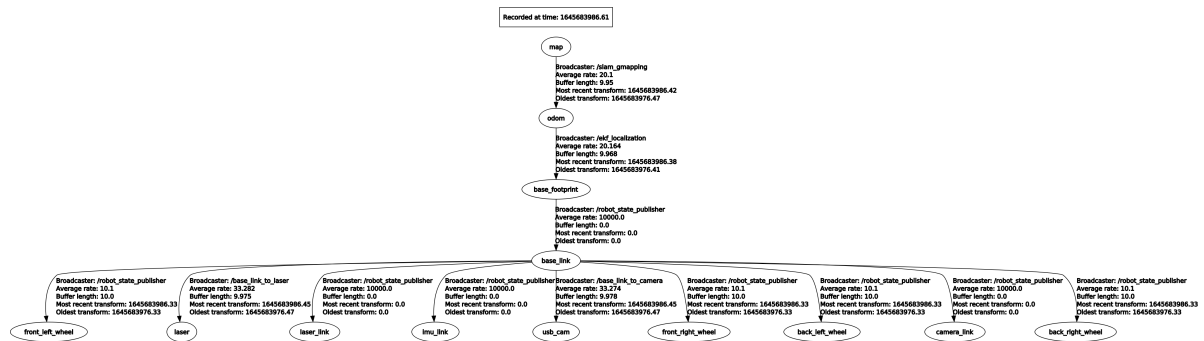 Recorded at time: 1645683986.61
map
Broadcaster: /slam_gmapping
Average rate: 20.1
Buffer length: 9.95
Most recent transform: 1645683986.42
Oldest transform: 1645683976.47
odom
Broadcaster: /ekf_localization
Average rate: 20.164
Buffer length: 9.968
Most recent transform: 1645683986.38
Oldest transform: 1645683976.41
base_footprint
Broadcaster: /robot_state_publisher
Average rate: 10000.0
Buffer length: 0.0
Most recent transform: 0.0
Oldest transform: 0.0
base_link
Broadcaster: /robot_state_publisher
Average rate: 10.1
Buffer length: 10.0
Most recent transform: 1645683986.33
Oldest transform: 1645683976.33
front_left_wheel
Broadcaster: /base_link_to_laser
Average rate: 33.282
Buffer length: 9.975
Most recent transform: 1645683986.45
Oldest transform: 1645683976.47
laser
Broadcaster: /robot_state_publisher
Average rate: 10000.0
Buffer length: 0.0
Most recent transform: 0.0
Oldest transform: 0.0
laser_link
Broadcaster: /robot_state_publisher
Average rate: 10000.0
Buffer length: 0.0
Most recent transform: 0.0
Oldest transform: 0.0
imu_link
Broadcaster: /base_link_to_camera
Average rate: 33.274
Buffer length: 9.978
Most recent transform: 1645683986.45
Oldest transform: 1645683976.47
usb_cam
Broadcaster: /robot_state_publisher
Average rate: 10.1
Buffer length: 10.0
Most recent transform: 1645683986.33
Oldest transform: 1645683976.33
front_right_wheel
Broadcaster: /robot_state_publisher
Average rate: 10.1
Buffer length: 10.0
Most recent transform: 1645683986.33
Oldest transform: 1645683976.33
back_left_wheel
Broadcaster: /robot_state_publisher
Average rate: 10000.0
Buffer length: 0.0
Most recent transform: 0.0
Oldest transform: 0.0
camera_link
Broadcaster: /robot_state_publisher
Average rate: 10.1
Buffer length: 10.0
Most recent transform: 1645683986.33
Oldest transform: 1645683976.33
back_right_wheel